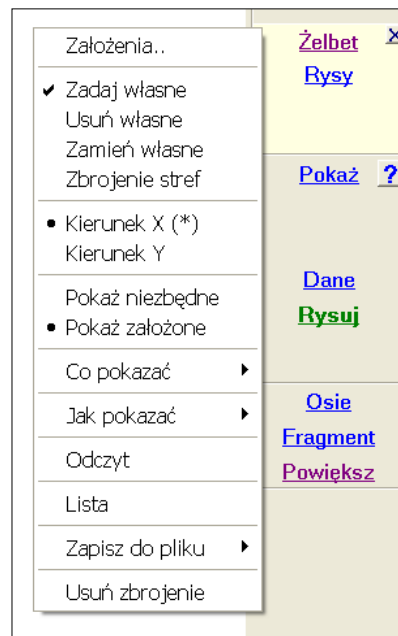 Założenia..
Zadaj własne
Usuń własne
Zamień własne
Zbrojenie stref
Kierunek X (*)
Kierunek Y
Pokaż niezbędne
Pokaż założone
Co pokazać
Jak pokazać
Odczyt
Lista
Zapisz do pliku
Usuń zbrojenie
Żelbet
Rysy
Pokaż ?
Dane
Rysuj
Osie
Fragment
Powiększ